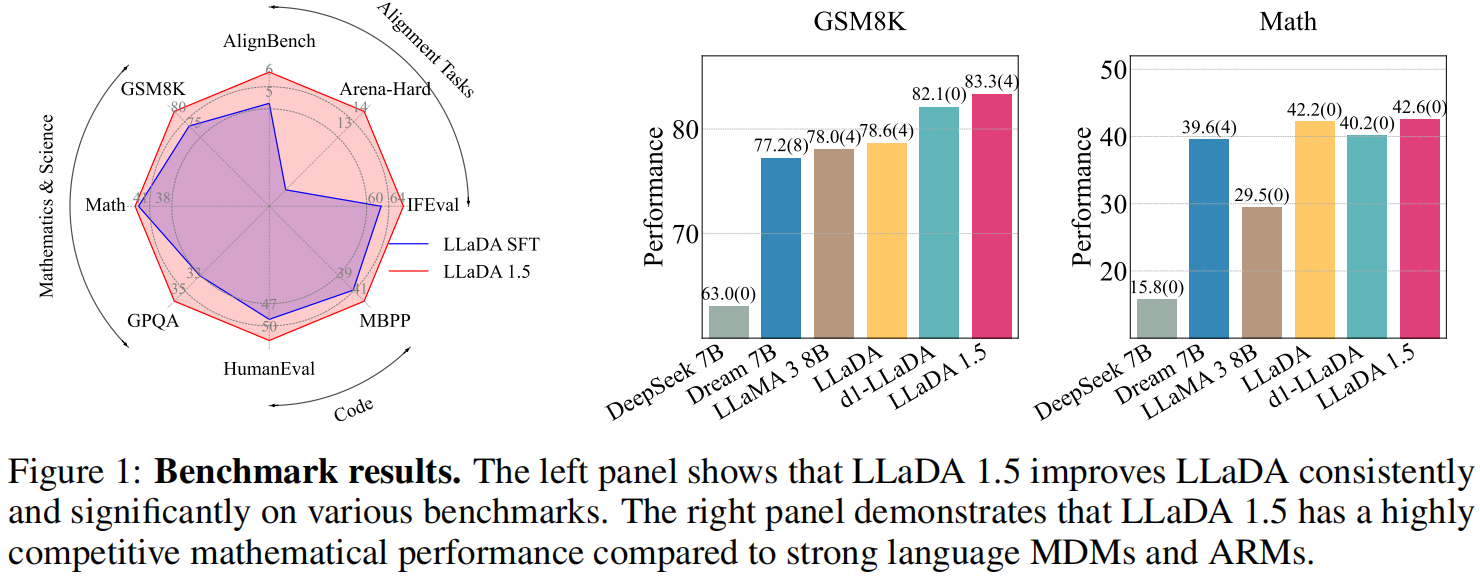 Alignment Tasks
AlignBench
GSM8K
Arena-Hard
6
5
80
75
14
13
Mathematics & Science
Math
41
38
60
64
IFEval
LLaDA SFT
LLaDA 1.5
33
35
39
41
47
50
GPQA
MBPP
HumanEval
Code
GSM8K
Performance
80
70
63.0(0)
77.2(8)
78.0(4)
78.6(4)
82.1(0)
83.3(4)
DeepSeek 7B
Dream 7B
LLaMA 3 8B
LLaDA
d1-LLaDA
LLaDA 1.5
Math
Performance
50
40
30
20
15.8(0)
39.6(4)
29.5(0)
42.2(0)
40.2(0)
42.6(0)
DeepSeek 7B
Dream 7B
LLaMA 3 8B
LLaDA
d1-LLaDA
LLaDA 1.5
Figure 1: Benchmark results. The left panel shows that LLaDA 1.5 improves LLaDA consistently
and significantly on various benchmarks. The right panel demonstrates that LLaDA 1.5 has a highly
competitive mathematical performance compared to strong language MDMs and ARMs.